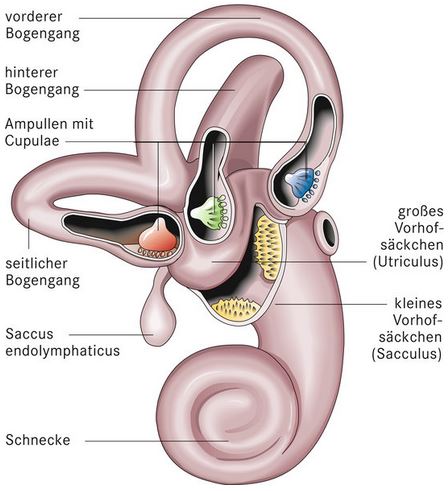 vorderer
Bogengang
hinterer
Bogengang
Ampullen mit
Cupulae
seitlicher
Bogengang
Saccus
endolymphaticus
Schnecke
großes
Vorhof-
säckchen
(Utriculus)
kleines
Vorhof-
säckchen
(Sacculus)